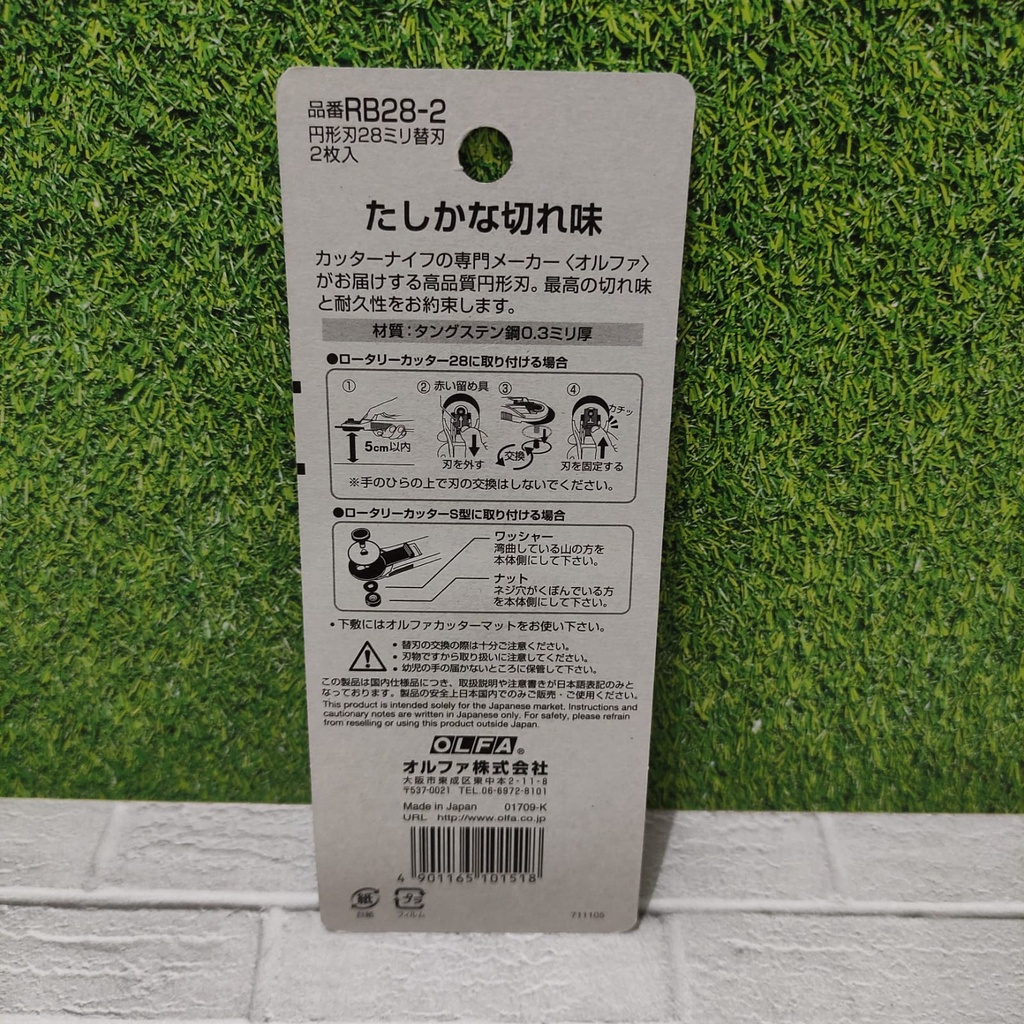 品番RB28-2
円形刃28ミリ替刃
2枚入
たしかな切れ味
カッターナイフの専門メーカー〈オルファ〉
がお届けする高品質円形刃。最高の切れ味
と耐久性をお約束します。
材質：タングステン鋼0.3ミリ厚
●ロータリーカッター28に取り付ける場合
① ② 赤い留め具 ③ ④
カチッ
5cm以内
交換
刃を外す 刃を固定する
※手のひらの上で刃の交換はしないでください。
●ロータリーカッターS型に取り付ける場合
ワッシャー
湾曲している山の方を
本体側にして下さい。
ナット
ネジ穴がくぼんでいる方
を本体側にして下さい。
・下敷にはオルファカッターマットをお使い下さい。
・替刃の交換の際は十分ご注意ください。
・刃物ですから取り扱いに注意してください。
・幼児の手の届かないところに保管して下さい。
この製品は国内仕様品につき、取扱説明や注意書きが日本語表記のみと
なっております。製品の安全上日本国内でのみご販売・ご使用ください。
This product is intended solely for the Japanese market. Instructions and
cautionary notes are written in Japanese only. For safety, please refrain
from reselling or using this product outside Japan.
OLFA®
オルファ株式会社
大阪市東成区東中本2-11-8
〒537-0021 TEL.06-6972-8101
Made in Japan 01709-K
URL http://www.olfa.co.jp
4 901165 101518
紙 プラ
台紙 フィルム 711105